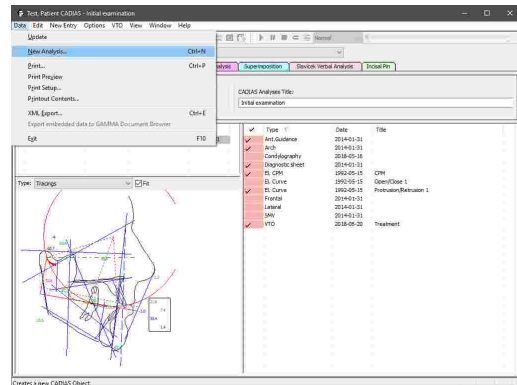 Test, Patient CADIAS - Initial examination
Data Edit New Entry Options VTO View Window Help
Update
New Analysis... Ctrl+N
Print... Ctrl+P
Print Preview
Print Setup...
Printout Contents...
XML Export... Ctrl+E
Export embedded data to GAMMA Document Browser
Exit F10
Normal
Superimposition Slavicek Verbal Analysis Incisal Pin
CADIAS Analyses Title:
Initial examination
Type Date Title
Ant.Guidance 2014-01-31
Arch 2014-01-31
Condylography 2018-05-16
Diagnostic sheet 2014-01-31
El. CPM 1992-05-15 CPM
El. Curve 1992-05-15 Open/Close 1
El. Curve 1992-05-15 Protrusion/Retrusion 1
Frontal 2014-01-31
Lateral 2014-01-31
SMV 2014-01-31
VTO 2018-05-20 Treatment
Type: Tracings Fit
Creates a new CADIAS Object